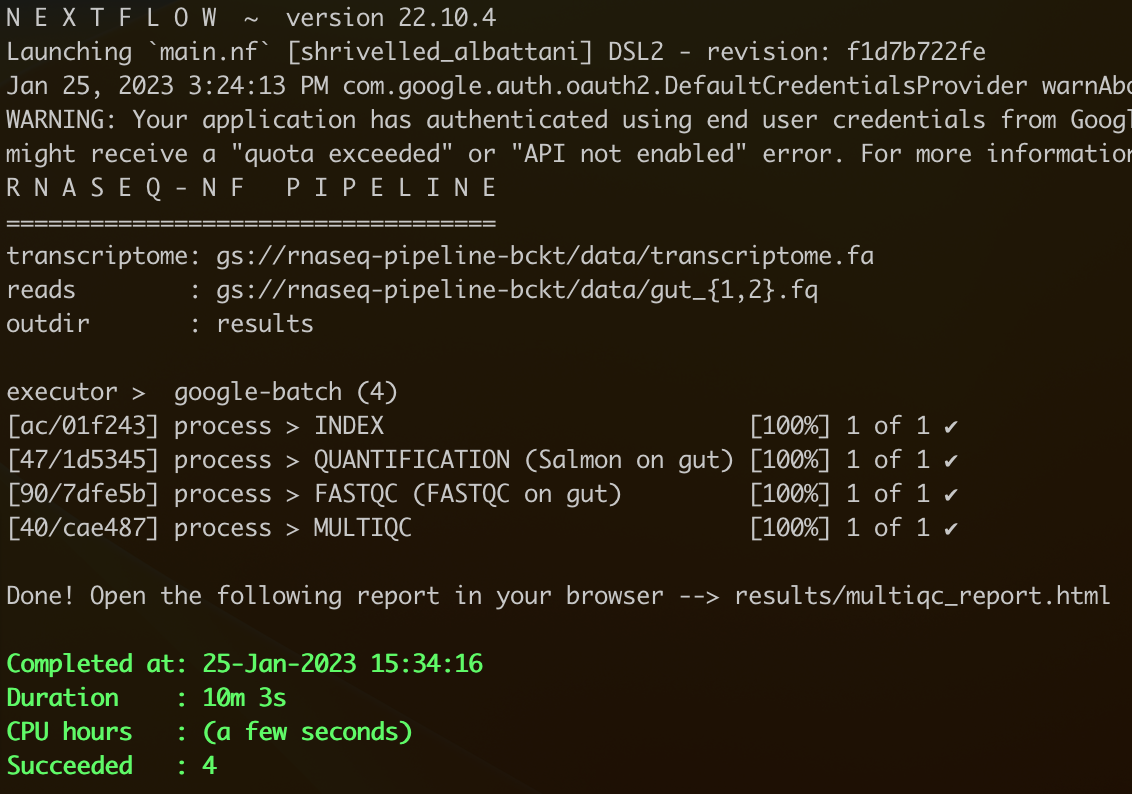 N E X T F L O W  ~  version 22.10.4
Launching `main.nf` [shrivelled_albattani] DSL2 - revision: f1d7b722fe
Jan 25, 2023 3:24:13 PM com.google.auth.oauth2.DefaultCredentialsProvider warnAbo
WARNING: Your application has authenticated using end user credentials from Googl
might receive a "quota exceeded" or "API not enabled" error. For more information
R N A S E Q - N F   P I P E L I N E
===================================
transcriptome: gs://rnaseq-pipeline-bckt/data/transcriptome.fa
reads        : gs://rnaseq-pipeline-bckt/data/gut_{1,2}.fq
outdir       : results
executor >  google-batch (4)
[ac/01f243] process > INDEX                          [100%] 1 of 1 ✔
[47/1d5345] process > QUANTIFICATION (Salmon on gut) [100%] 1 of 1 ✔
[90/7dfe5b] process > FASTQC (FASTQC on gut)         [100%] 1 of 1 ✔
[40/cae487] process > MULTIQC                        [100%] 1 of 1 ✔
Done! Open the following report in your browser --> results/multiqc_report.html
Completed at: 25-Jan-2023 15:34:16
Duration    : 10m 3s
CPU hours   : (a few seconds)
Succeeded   : 4